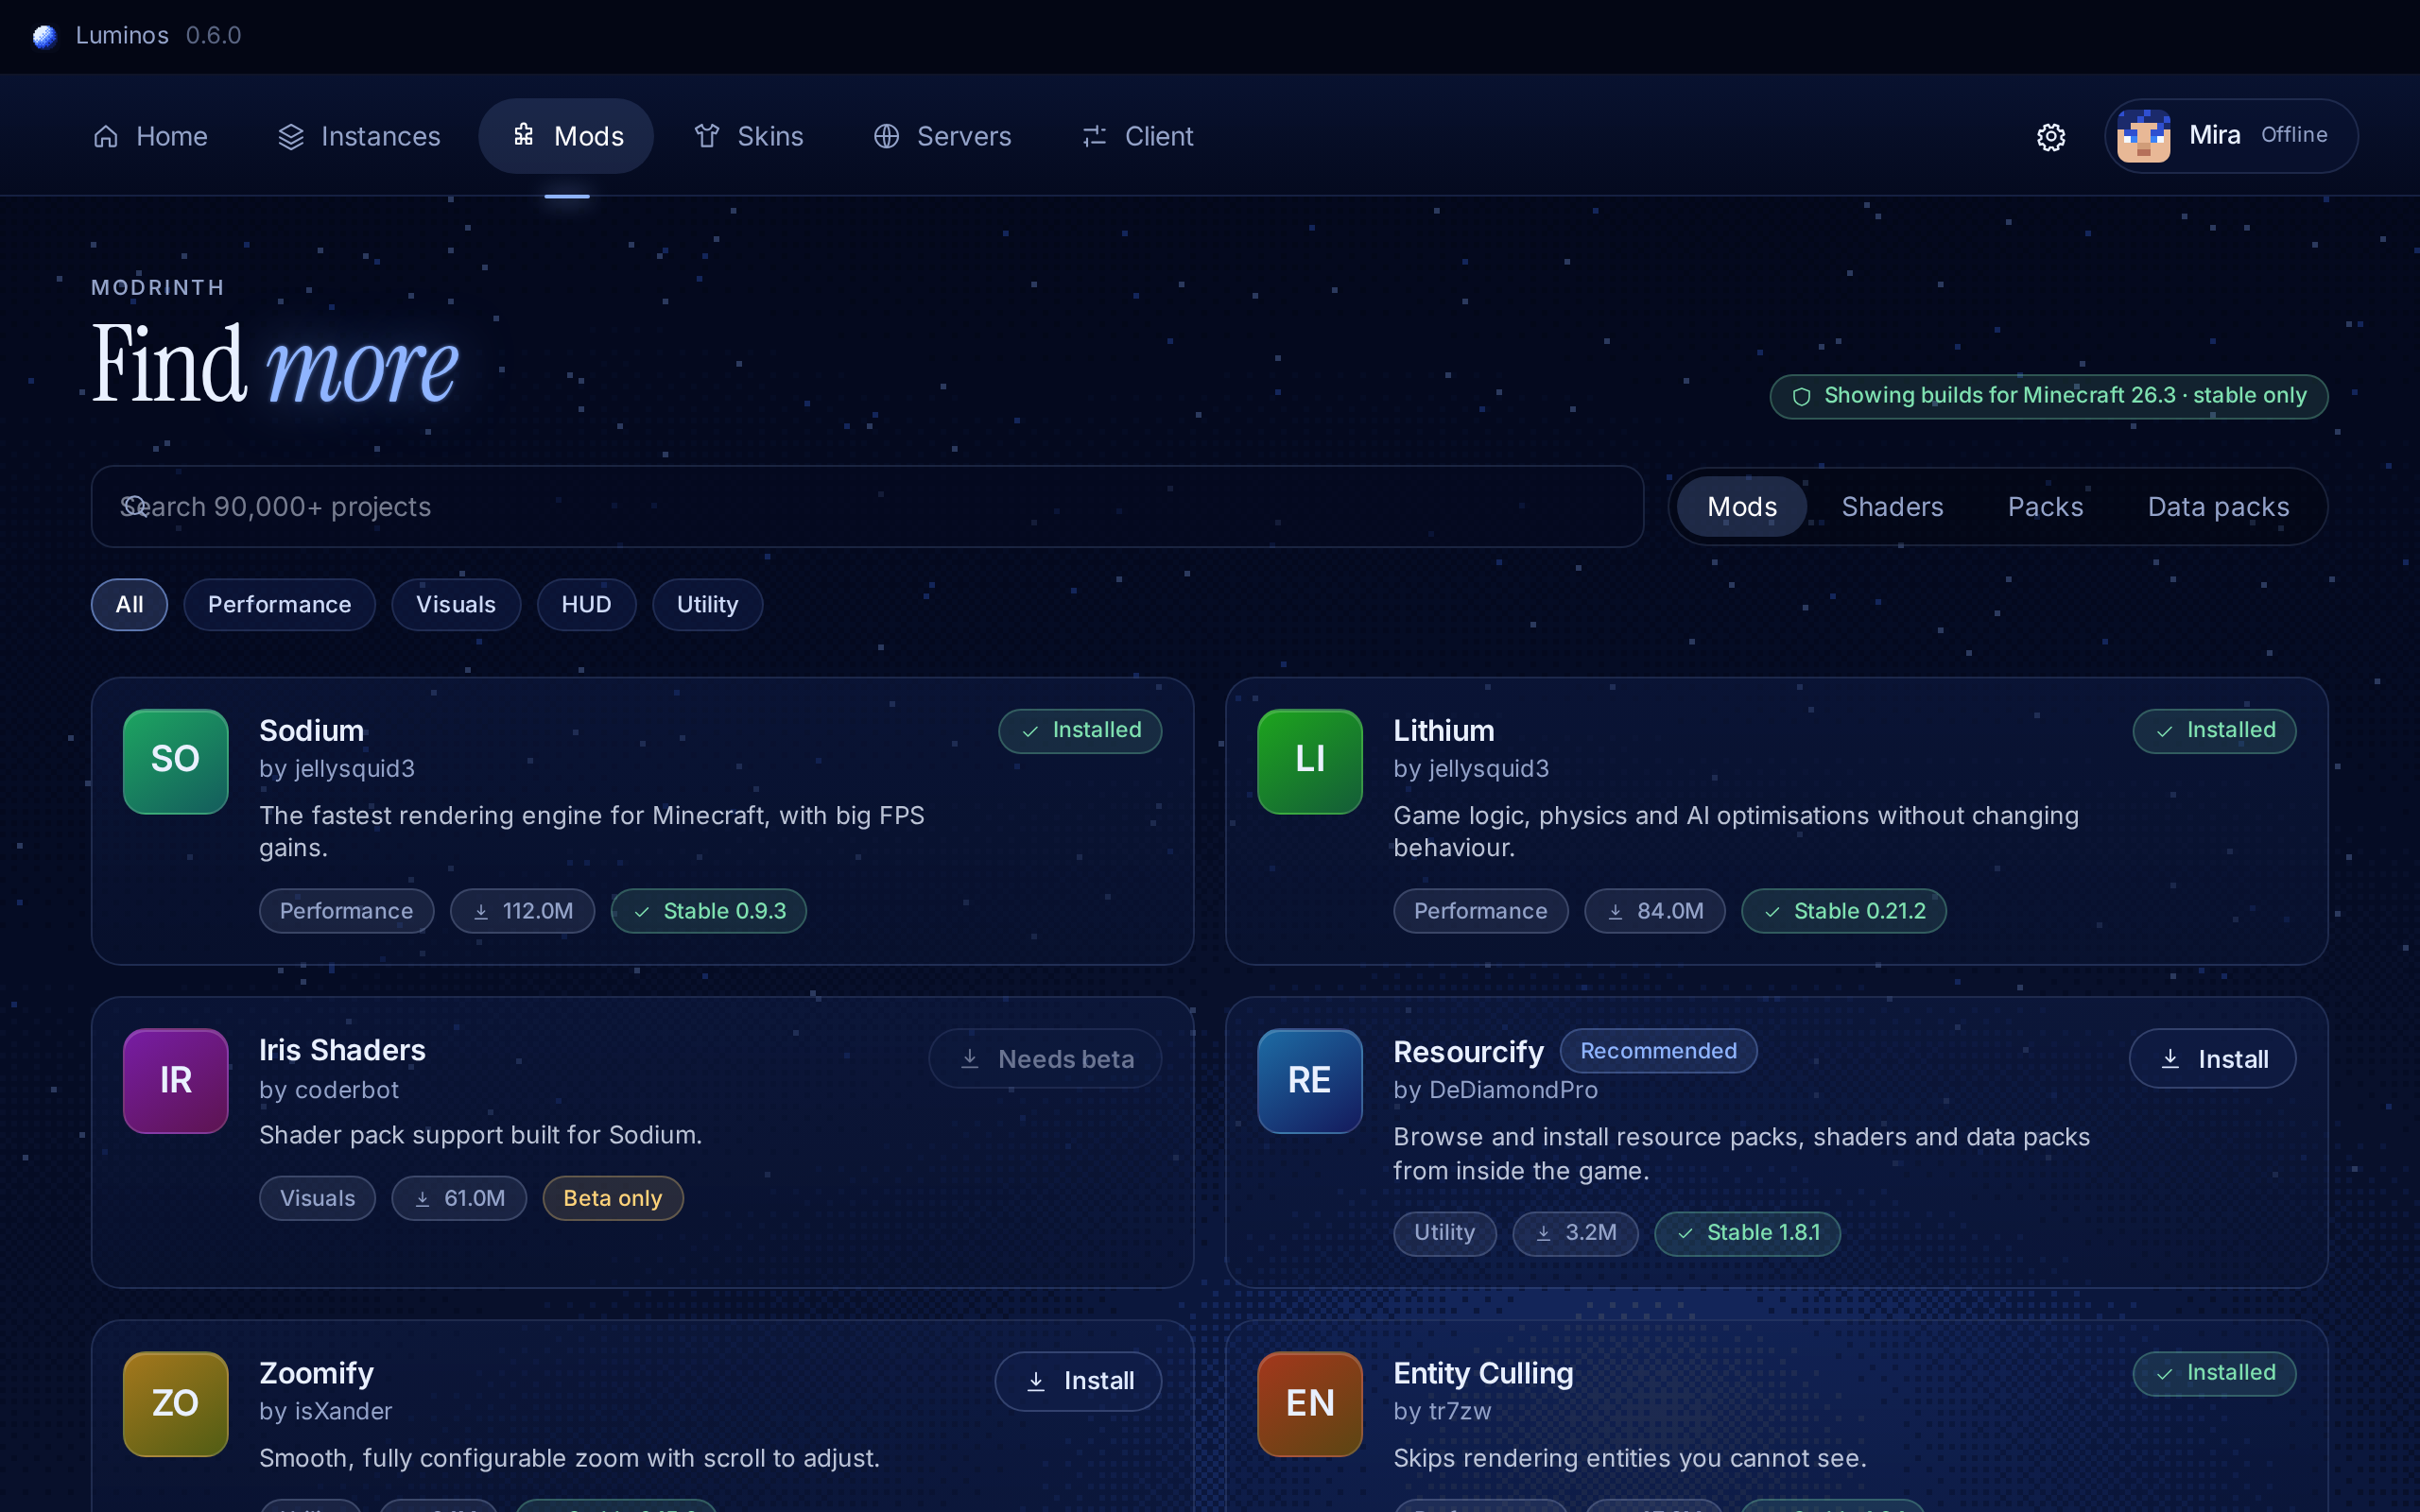 Luminos 0.6.0
Home Instances Mods Skins Servers Client Mira Offline
MODRINTH
Find more
Showing builds for Minecraft 26.3 · stable only
Search 90,000+ projects
Mods Shaders Packs Data packs
All Performance Visuals HUD Utility
SO
Sodium
Installed
by jellysquid3
The fastest rendering engine for Minecraft, with big FPS
gains.
Performance 112.0M Stable 0.9.3
LI
Lithium
Installed
by jellysquid3
Game logic, physics and AI optimisations without changing
behaviour.
Performance 84.0M Stable 0.21.2
IR
Iris Shaders
Needs beta
by coderbot
Shader pack support built for Sodium.
Visuals 61.0M Beta only
RE
Resourcify Recommended
Install
by DeDiamondPro
Browse and install resource packs, shaders and data packs
from inside the game.
Utility 3.2M Stable 1.8.1
ZO
Zoomify
Install
by isXander
Smooth, fully configurable zoom with scroll to adjust.
EN
Entity Culling
Installed
by tr7zw
Skips rendering entities you cannot see.